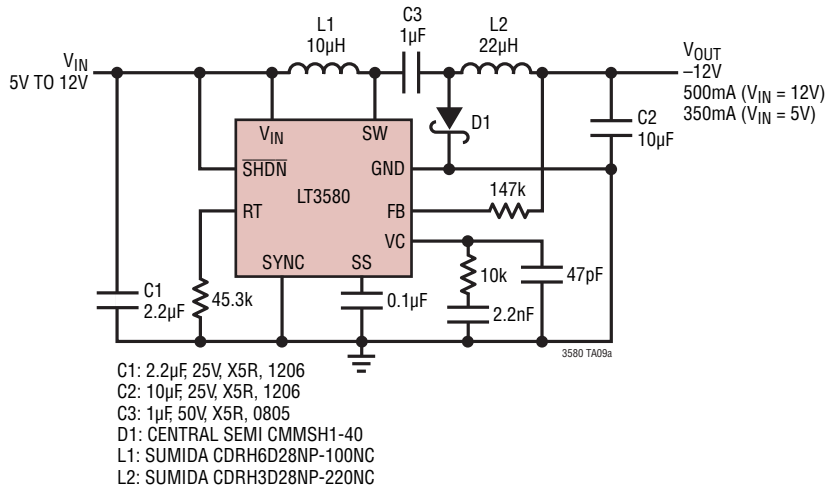 L1
10µH
C3
1µF
L2
22µH
VIN
5V TO 12V
VOUT
–12V
500mA (VIN = 12V)
350mA (VIN = 5V)
D1
C2
10µF
VIN
SW
SHDN
GND
LT3580
147k
RT
FB
VC
SYNC
SS
C1
2.2µF
45.3k
0.1µF
10k
47pF
2.2nF
3580 TA09a
C1: 2.2µF, 25V, X5R, 1206
C2: 10µF, 25V, X5R, 1206
C3: 1µF, 50V, X5R, 0805
D1: CENTRAL SEMI CMMSH1-40
L1: SUMIDA CDRH6D28NP-100NC
L2: SUMIDA CDRH3D28NP-220NC